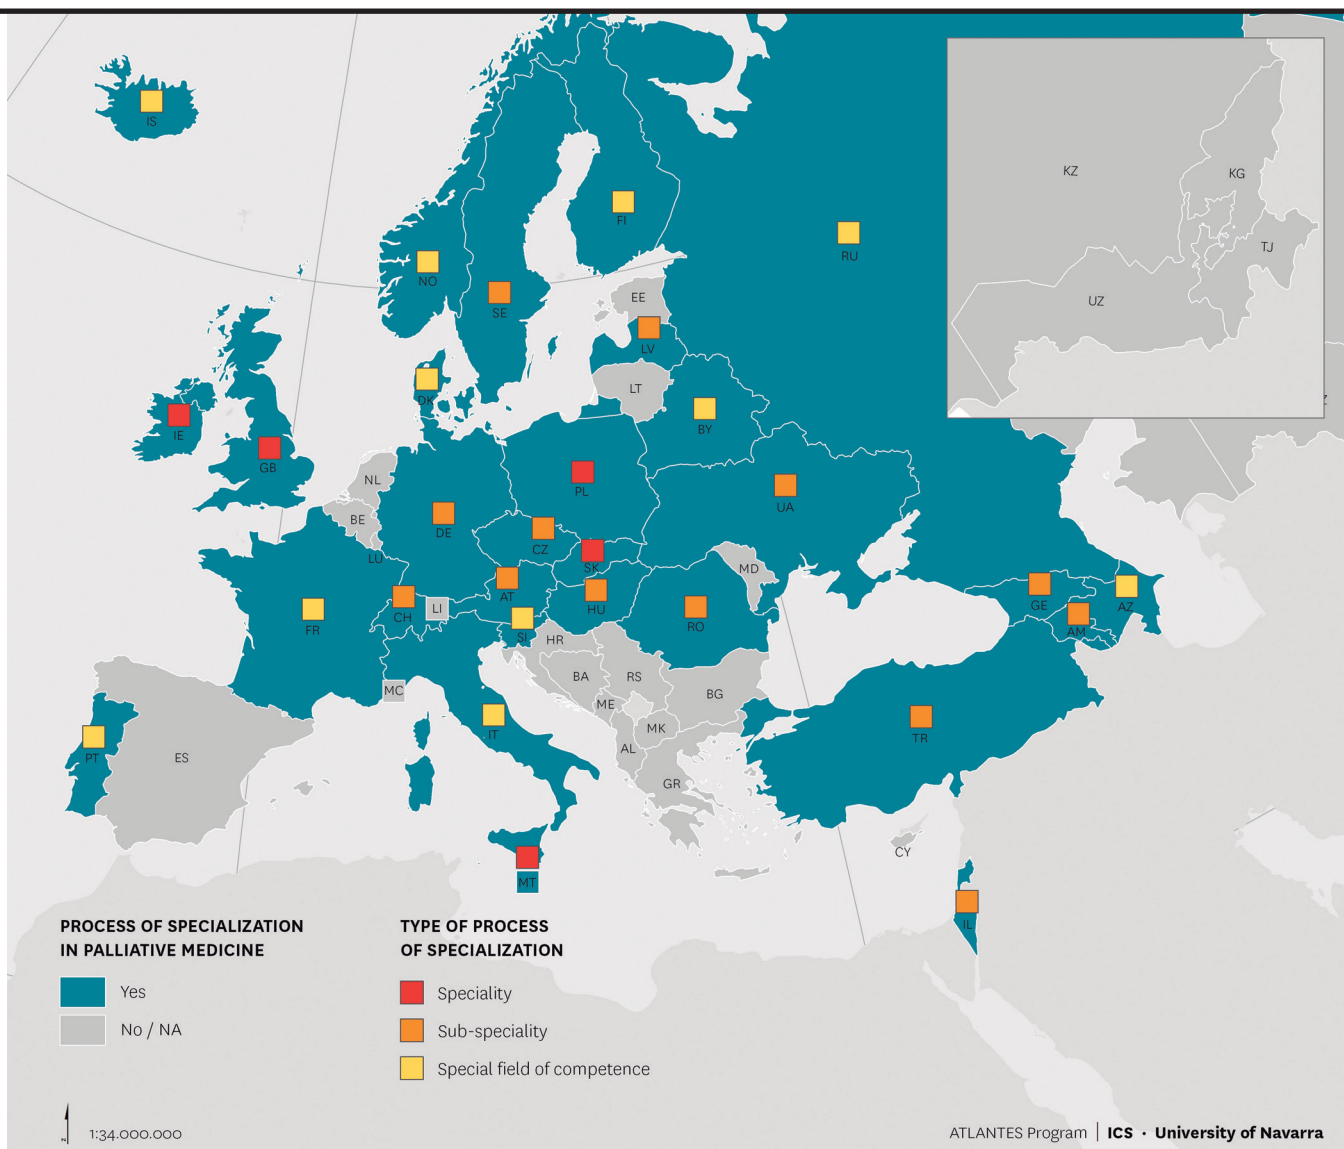 IS
FI
NO
SE
RU
KZ
KG
TJ
UZ
EE
LV
LT
DK
BY
IE
GB
NL
BE
LU
PL
UA
DE
CZ
SK
MD
AT
HU
RO
GE
AZ
AM
FR
CH
LI
SI
HR
BA
RS
BG
MC
ME
MK
IT
AL
GR
TR
PT
ES
CY
MT
IL
PROCESS OF SPECIALIZATION
IN PALLIATIVE MEDICINE
Yes
No / NA
TYPE OF PROCESS
OF SPECIALIZATION
Speciality
Sub-speciality
Special field of competence
N
1:34.000.000
ATLANTES Program | ICS · University of Navarra